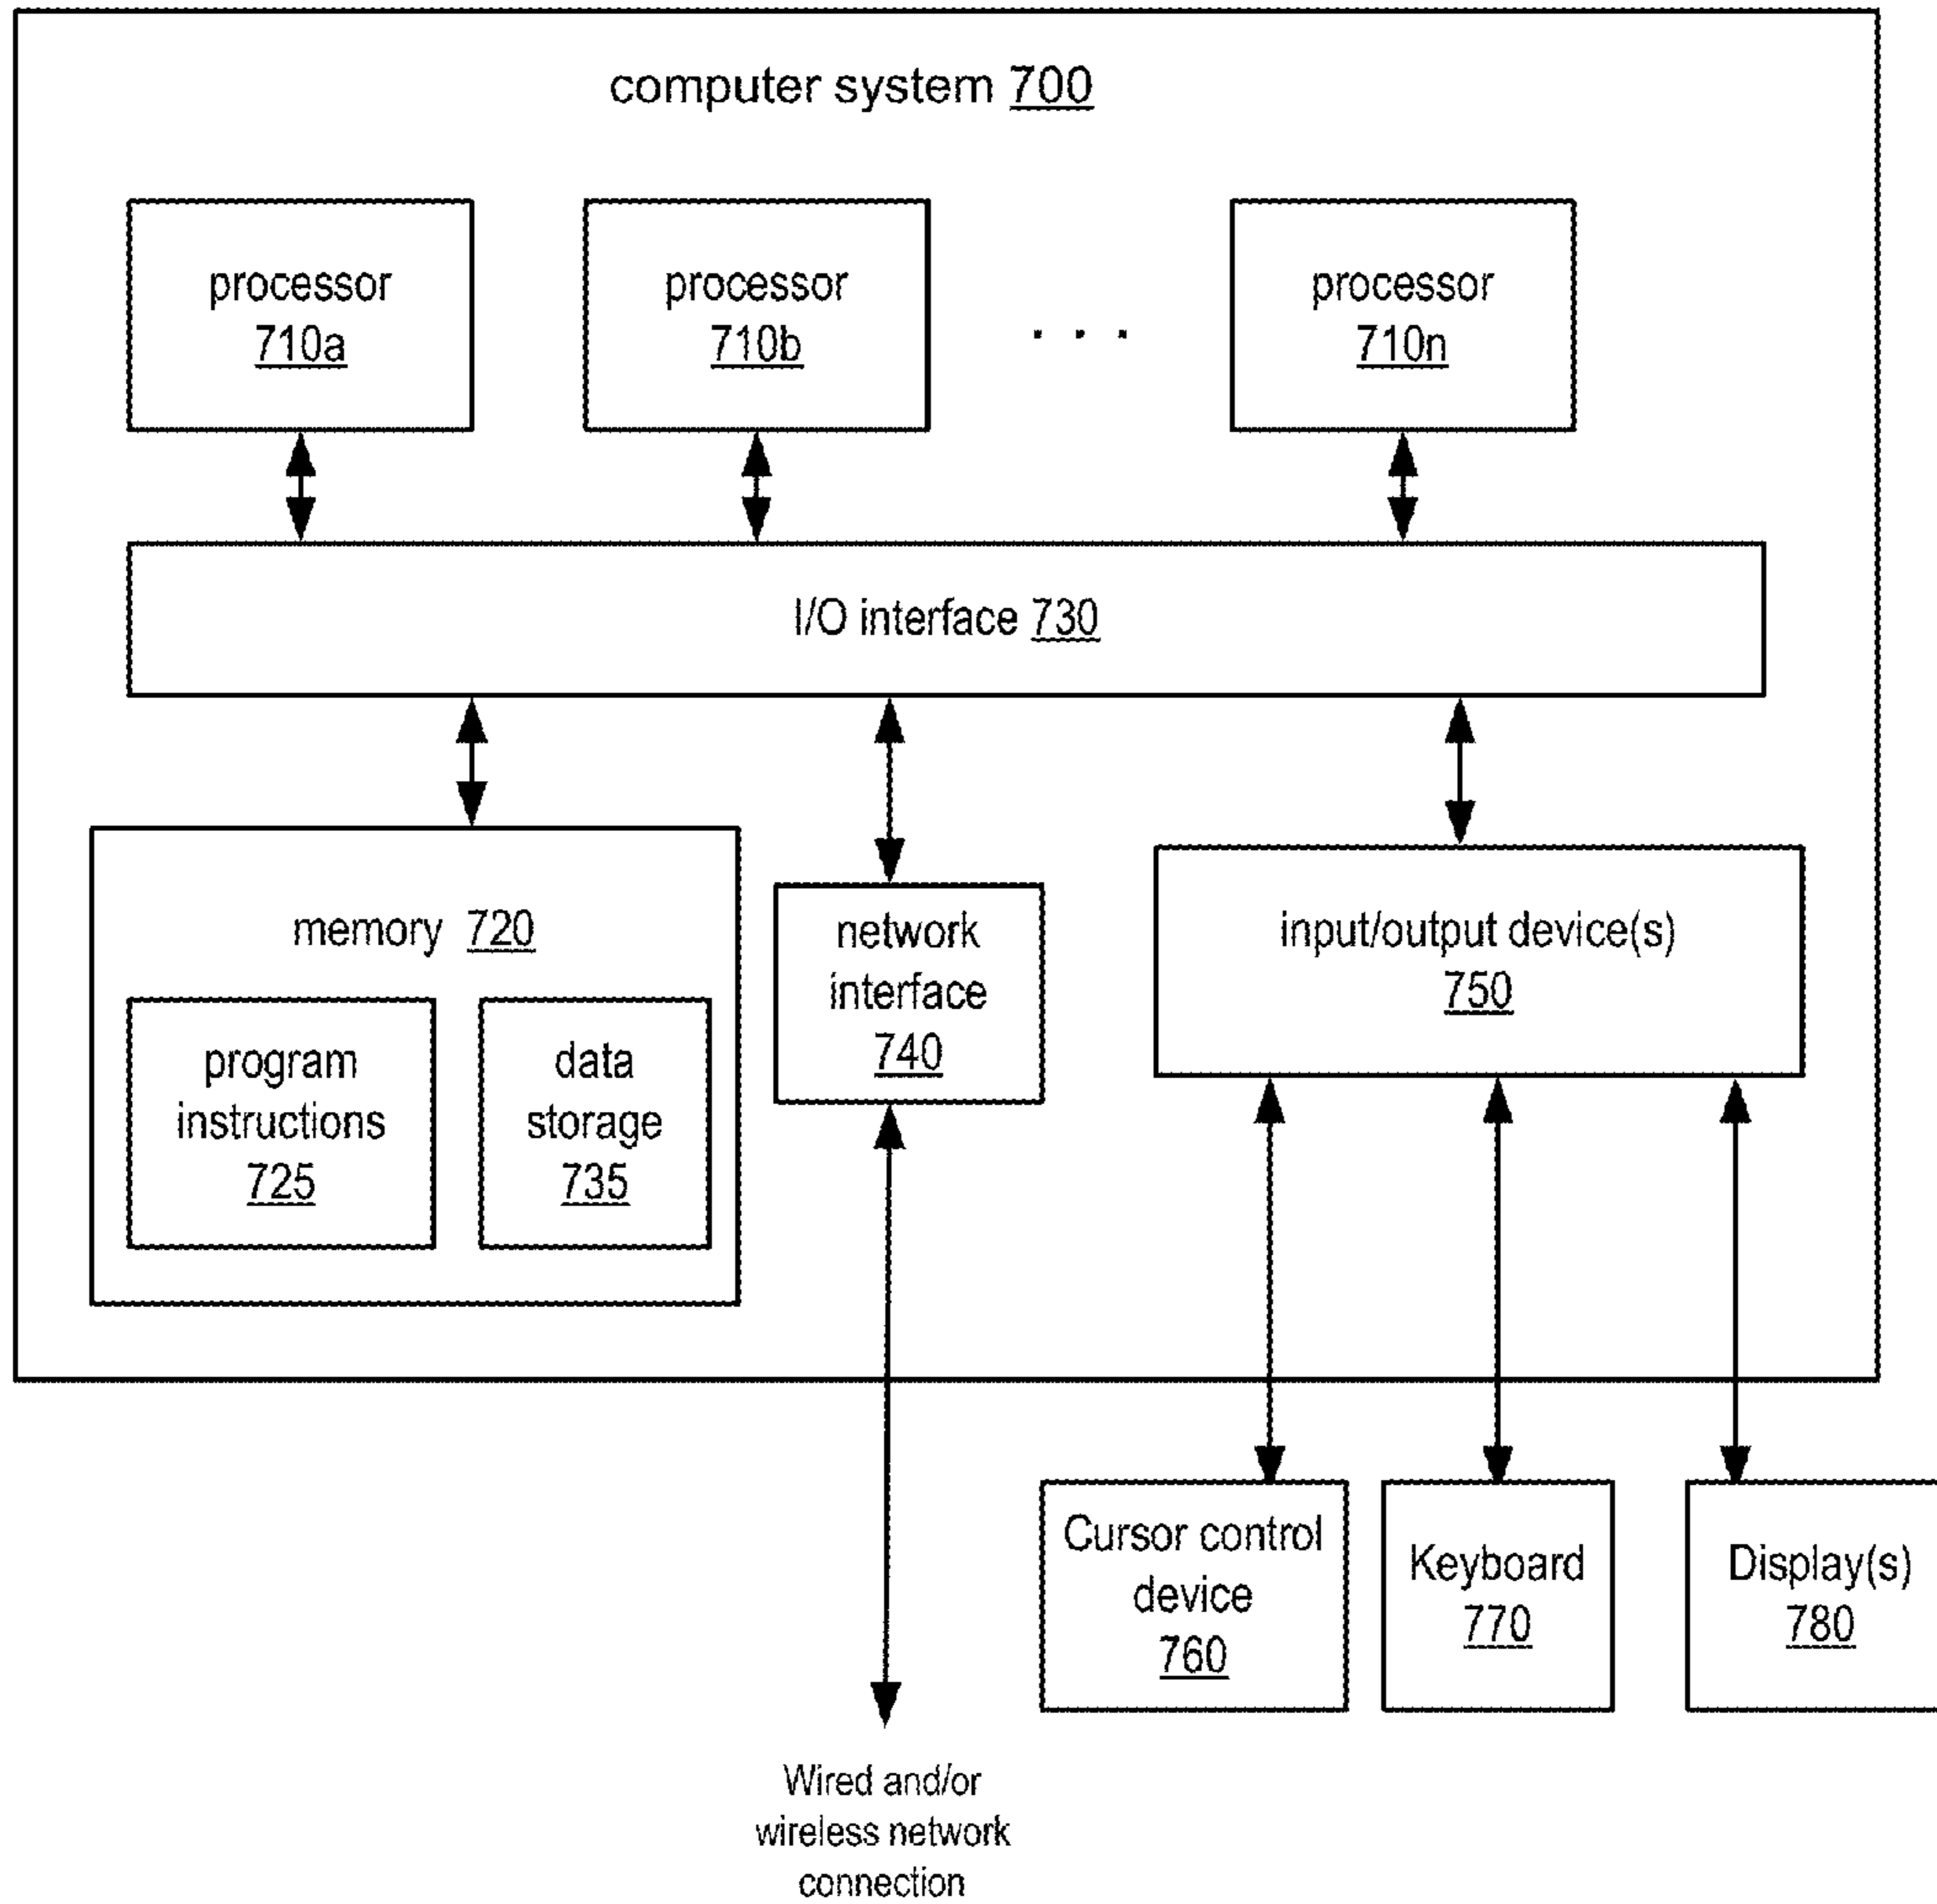 computer system 700
processor
710a
processor
710b
. . .
processor
710n
I/O interface 730
memory 720
program
instructions
725
data
storage
735
network
interface
740
input/output device(s)
750
Cursor control
device
760
Keyboard
770
Display(s)
780
Wired and/or
wireless network
connection